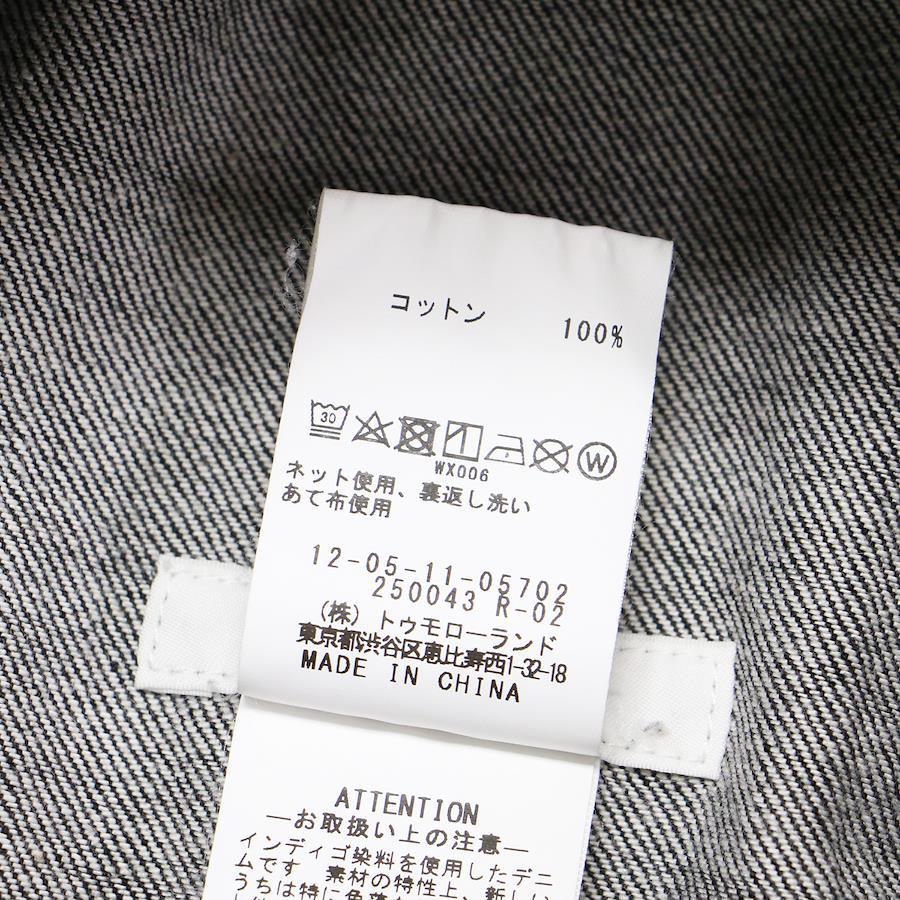 コットン 100%
30
W
WX006
ネット使用、裏返し洗い
あて布使用
12-05-11-05702
250043 R-02
(株) トゥモローランド
東京都渋谷区恵比寿西1-32-18
MADE IN CHINA
ATTENTION
―お取扱い上の注意―
インディゴ染料を使用したデニ
ムです 素材の特性上、新しい
うちは特に色落